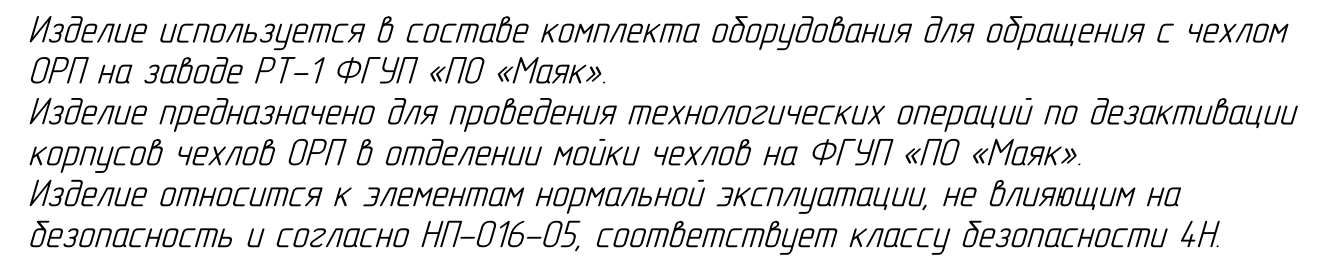 Изделие используется в составе комплекта оборудования для обращения с чехлом
ОРП на заводе РТ-1 ФГУП «ПО «Маяк».
Изделие предназначено для проведения технологических операций по дезактивации
корпусов чехлов ОРП в отделении мойки чехлов на ФГУП «ПО «Маяк».
Изделие относится к элементам нормальной эксплуатации, не влияющим на
безопасность и согласно НП-016-05, соответствует классу безопасности 4Н.